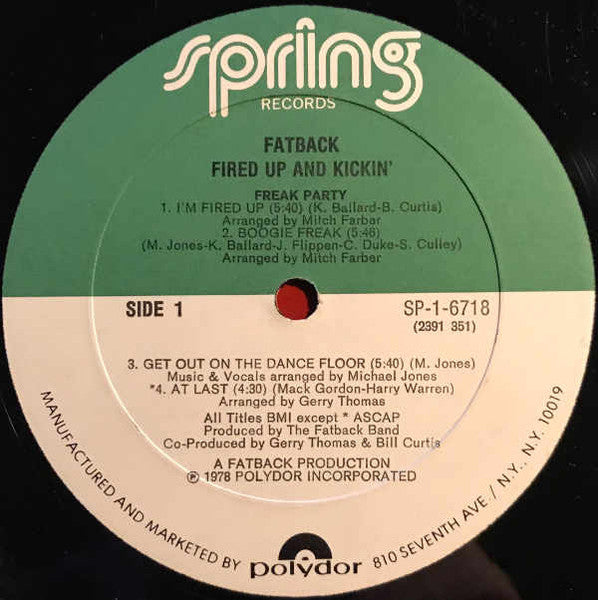 spring
RECORDS
FATBACK
FIRED UP AND KICKIN'
FREAK PARTY
1. I'M FIRED UP (5:40) (K. Ballard-B. Curtis)
Arranged by Mitch Farber
2. BOOGIE FREAK (5:46)
(M. Jones-K. Ballard-J. Flippen-C. Duke-S. Culley)
Arranged by Mitch Farber
SIDE 1
SP-1-6718
(2391 351)
3. GET OUT ON THE DANCE FLOOR (5:40) (M. Jones)
Music & Vocals arranged by Michael Jones
*4. AT LAST (4:30) (Mack Gordon-Harry Warren)
Arranged by Gerry Thomas
All Titles BMI except * ASCAP
Produced by The Fatback Band
Co-Produced by Gerry Thomas & Bill Curtis
A FATBACK PRODUCTION
℗ 1978 POLYDOR INCORPORATED
MANUFACTURED AND MARKETED BY polydor 810 SEVENTH AVE / N.Y., N.Y. 10019